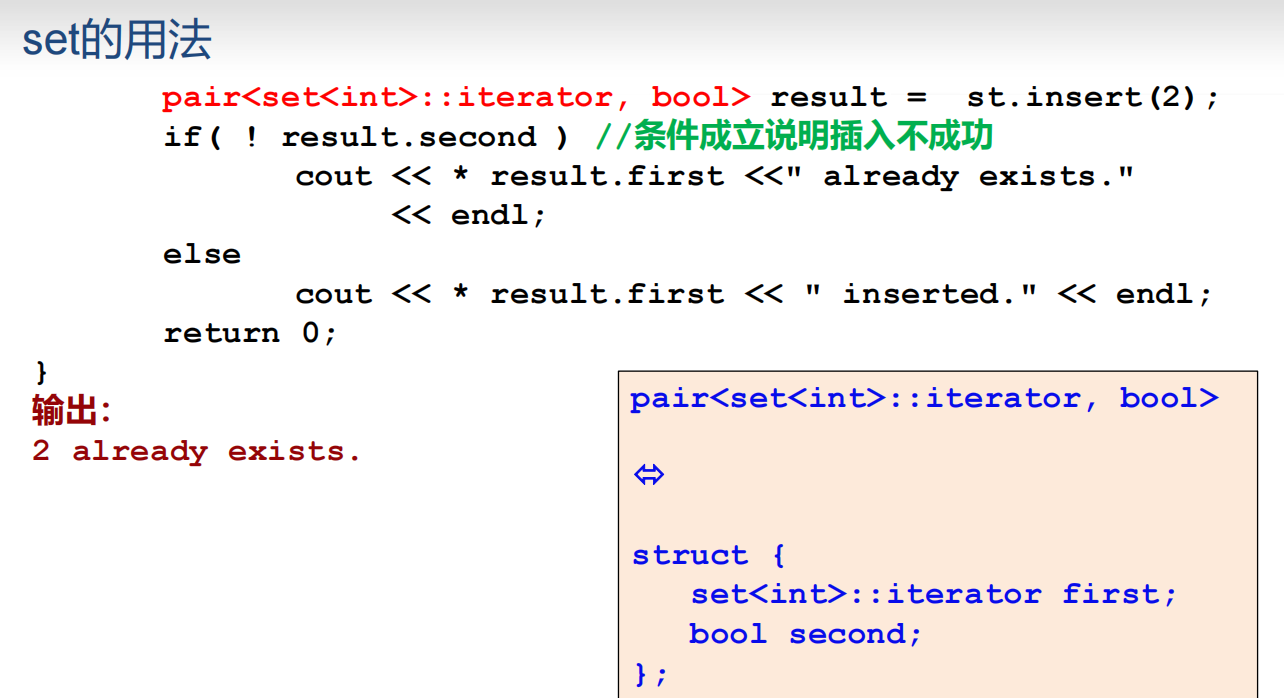 set的用法
pair<set<int>::iterator, bool> result =  st.insert(2);
if( ! result.second ) //条件成立说明插入不成功
cout << * result.first <<" already exists."
<< endl;
else
cout << * result.first << " inserted." << endl;
return 0;
}
输出：
2 already exists.
pair<set<int>::iterator, bool>
⬄
struct {
set<int>::iterator first;
bool second;
};